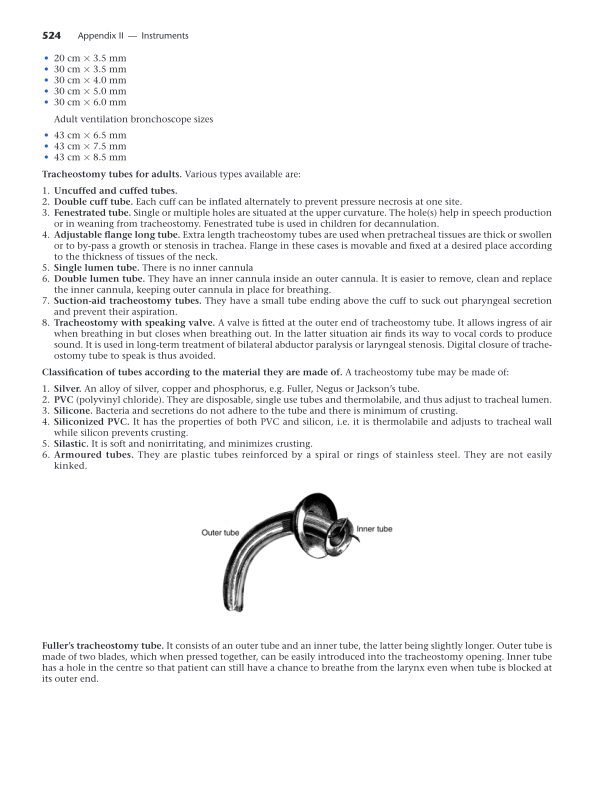 524 Appendix II — Instruments
• 20 cm × 3.5 mm
• 30 cm × 3.5 mm
• 30 cm × 4.0 mm
• 30 cm × 5.0 mm
• 30 cm × 6.0 mm
Adult ventilation bronchoscope sizes
• 43 cm × 6.5 mm
• 43 cm × 7.5 mm
• 43 cm × 8.5 mm
Tracheostomy tubes for adults. Various types available are:
1. Uncuffed and cuffed tubes.
2. Double cuff tube. Each cuff can be inflated alternately to prevent pressure necrosis at one site.
3. Fenestrated tube. Single or multiple holes are situated at the upper curvature. The hole(s) help in speech production
or in weaning from tracheostomy. Fenestrated tube is used in children for decannulation.
4. Adjustable flange long tube. Extra length tracheostomy tubes are used when pretracheal tissues are thick or swollen
or to by-pass a growth or stenosis in trachea. Flange in these cases is movable and fixed at a desired place according
to the thickness of tissues of the neck.
5. Single lumen tube. There is no inner cannula
6. Double lumen tube. They have an inner cannula inside an outer cannula. It is easier to remove, clean and replace
the inner cannula, keeping outer cannula in place for breathing.
7. Suction-aid tracheostomy tubes. They have a small tube ending above the cuff to suck out pharyngeal secretion
and prevent their aspiration.
8. Tracheostomy with speaking valve. A valve is fitted at the outer end of tracheostomy tube. It allows ingress of air
when breathing in but closes when breathing out. In the latter situation air finds its way to vocal cords to produce
sound. It is used in long-term treatment of bilateral abductor paralysis or laryngeal stenosis. Digital closure of trache-
ostomy tube to speak is thus avoided.
Classification of tubes according to the material they are made of. A tracheostomy tube may be made of:
1. Silver. An alloy of silver, copper and phosphorus, e.g. Fuller, Negus or Jackson's tube.
2. PVC (polyvinyl chloride). They are disposable, single use tubes and thermolabile, and thus adjust to tracheal lumen.
3. Silicone. Bacteria and secretions do not adhere to the tube and there is minimum of crusting.
4. Siliconized PVC. It has the properties of both PVC and silicon, i.e. it is thermolabile and adjusts to tracheal wall
while silicon prevents crusting.
5. Silastic. It is soft and nonirritating, and minimizes crusting.
6. Armoured tubes. They are plastic tubes reinforced by a spiral or rings of stainless steel. They are not easily
kinked.
Outer tube
Inner tube
Fuller's tracheostomy tube. It consists of an outer tube and an inner tube, the latter being slightly longer. Outer tube is
made of two blades, which when pressed together, can be easily introduced into the tracheostomy opening. Inner tube
has a hole in the centre so that patient can still have a chance to breathe from the larynx even when tube is blocked at
its outer end.